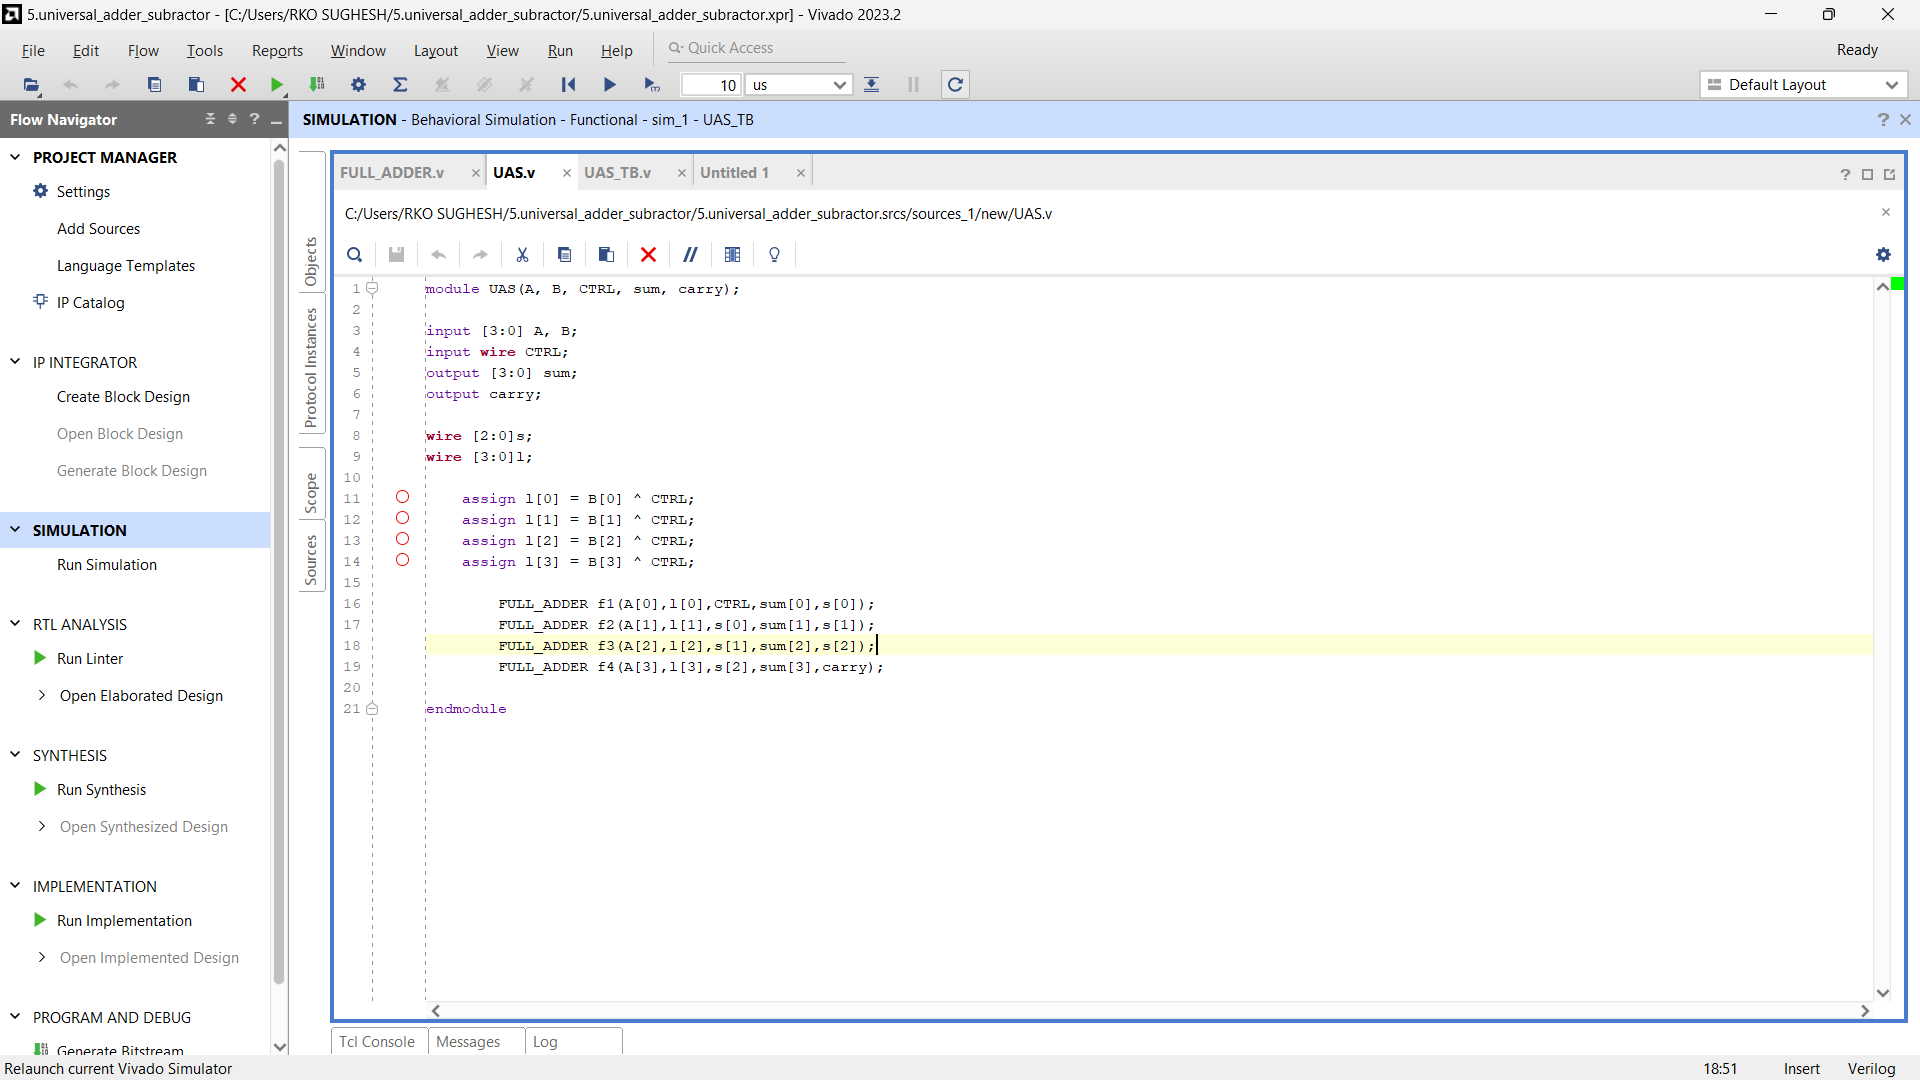 5.universal_adder_subractor - [C:/Users/RKO SUGHESH/5.universal_adder_subractor/5.universal_adder_subractor.xpr] - Vivado 2023.2
File Edit Flow Tools Reports Window Layout View Run Help Quick Access Ready
10 us Default Layout
Flow Navigator ? SIMULATION - Behavioral Simulation - Functional - sim_1 - UAS_TB ?
PROJECT MANAGER
Settings
Add Sources
Language Templates
IP Catalog
IP INTEGRATOR
Create Block Design
Open Block Design
Generate Block Design
SIMULATION
Run Simulation
RTL ANALYSIS
Run Linter
Open Elaborated Design
SYNTHESIS
Run Synthesis
Open Synthesized Design
IMPLEMENTATION
Run Implementation
Open Implemented Design
PROGRAM AND DEBUG
Generate Bitstream
Objects
Protocol Instances
Scope
Sources
FULL_ADDER.v UAS.v UAS_TB.v Untitled 1 ?
C:/Users/RKO SUGHESH/5.universal_adder_subractor/5.universal_adder_subractor.srcs/sources_1/new/UAS.v
1 module UAS(A, B, CTRL, sum, carry);
2
3 input [3:0] A, B;
4 input wire CTRL;
5 output [3:0] sum;
6 output carry;
7
8 wire [2:0]s;
9 wire [3:0]l;
10
11 assign l[0] = B[0] ^ CTRL;
12 assign l[1] = B[1] ^ CTRL;
13 assign l[2] = B[2] ^ CTRL;
14 assign l[3] = B[3] ^ CTRL;
15
16 FULL_ADDER f1(A[0],l[0],CTRL,sum[0],s[0]);
17 FULL_ADDER f2(A[1],l[1],s[0],sum[1],s[1]);
18 FULL_ADDER f3(A[2],l[2],s[1],sum[2],s[2]);
19 FULL_ADDER f4(A[3],l[3],s[2],sum[3],carry);
20
21 endmodule
Tcl Console Messages Log
Relaunch current Vivado Simulator 18:51 Insert Verilog